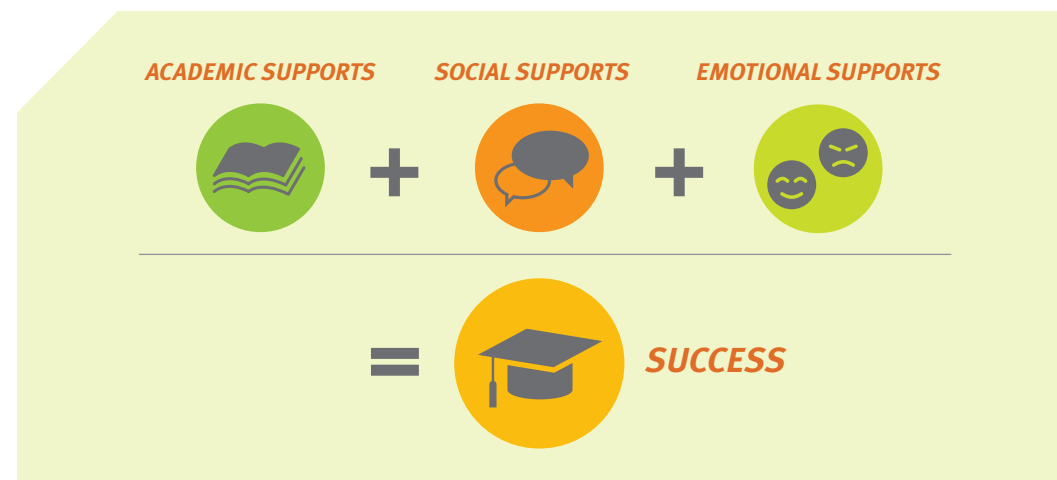 ACADEMIC SUPPORTS
SOCIAL SUPPORTS
EMOTIONAL SUPPORTS
+
+
=
SUCCESS